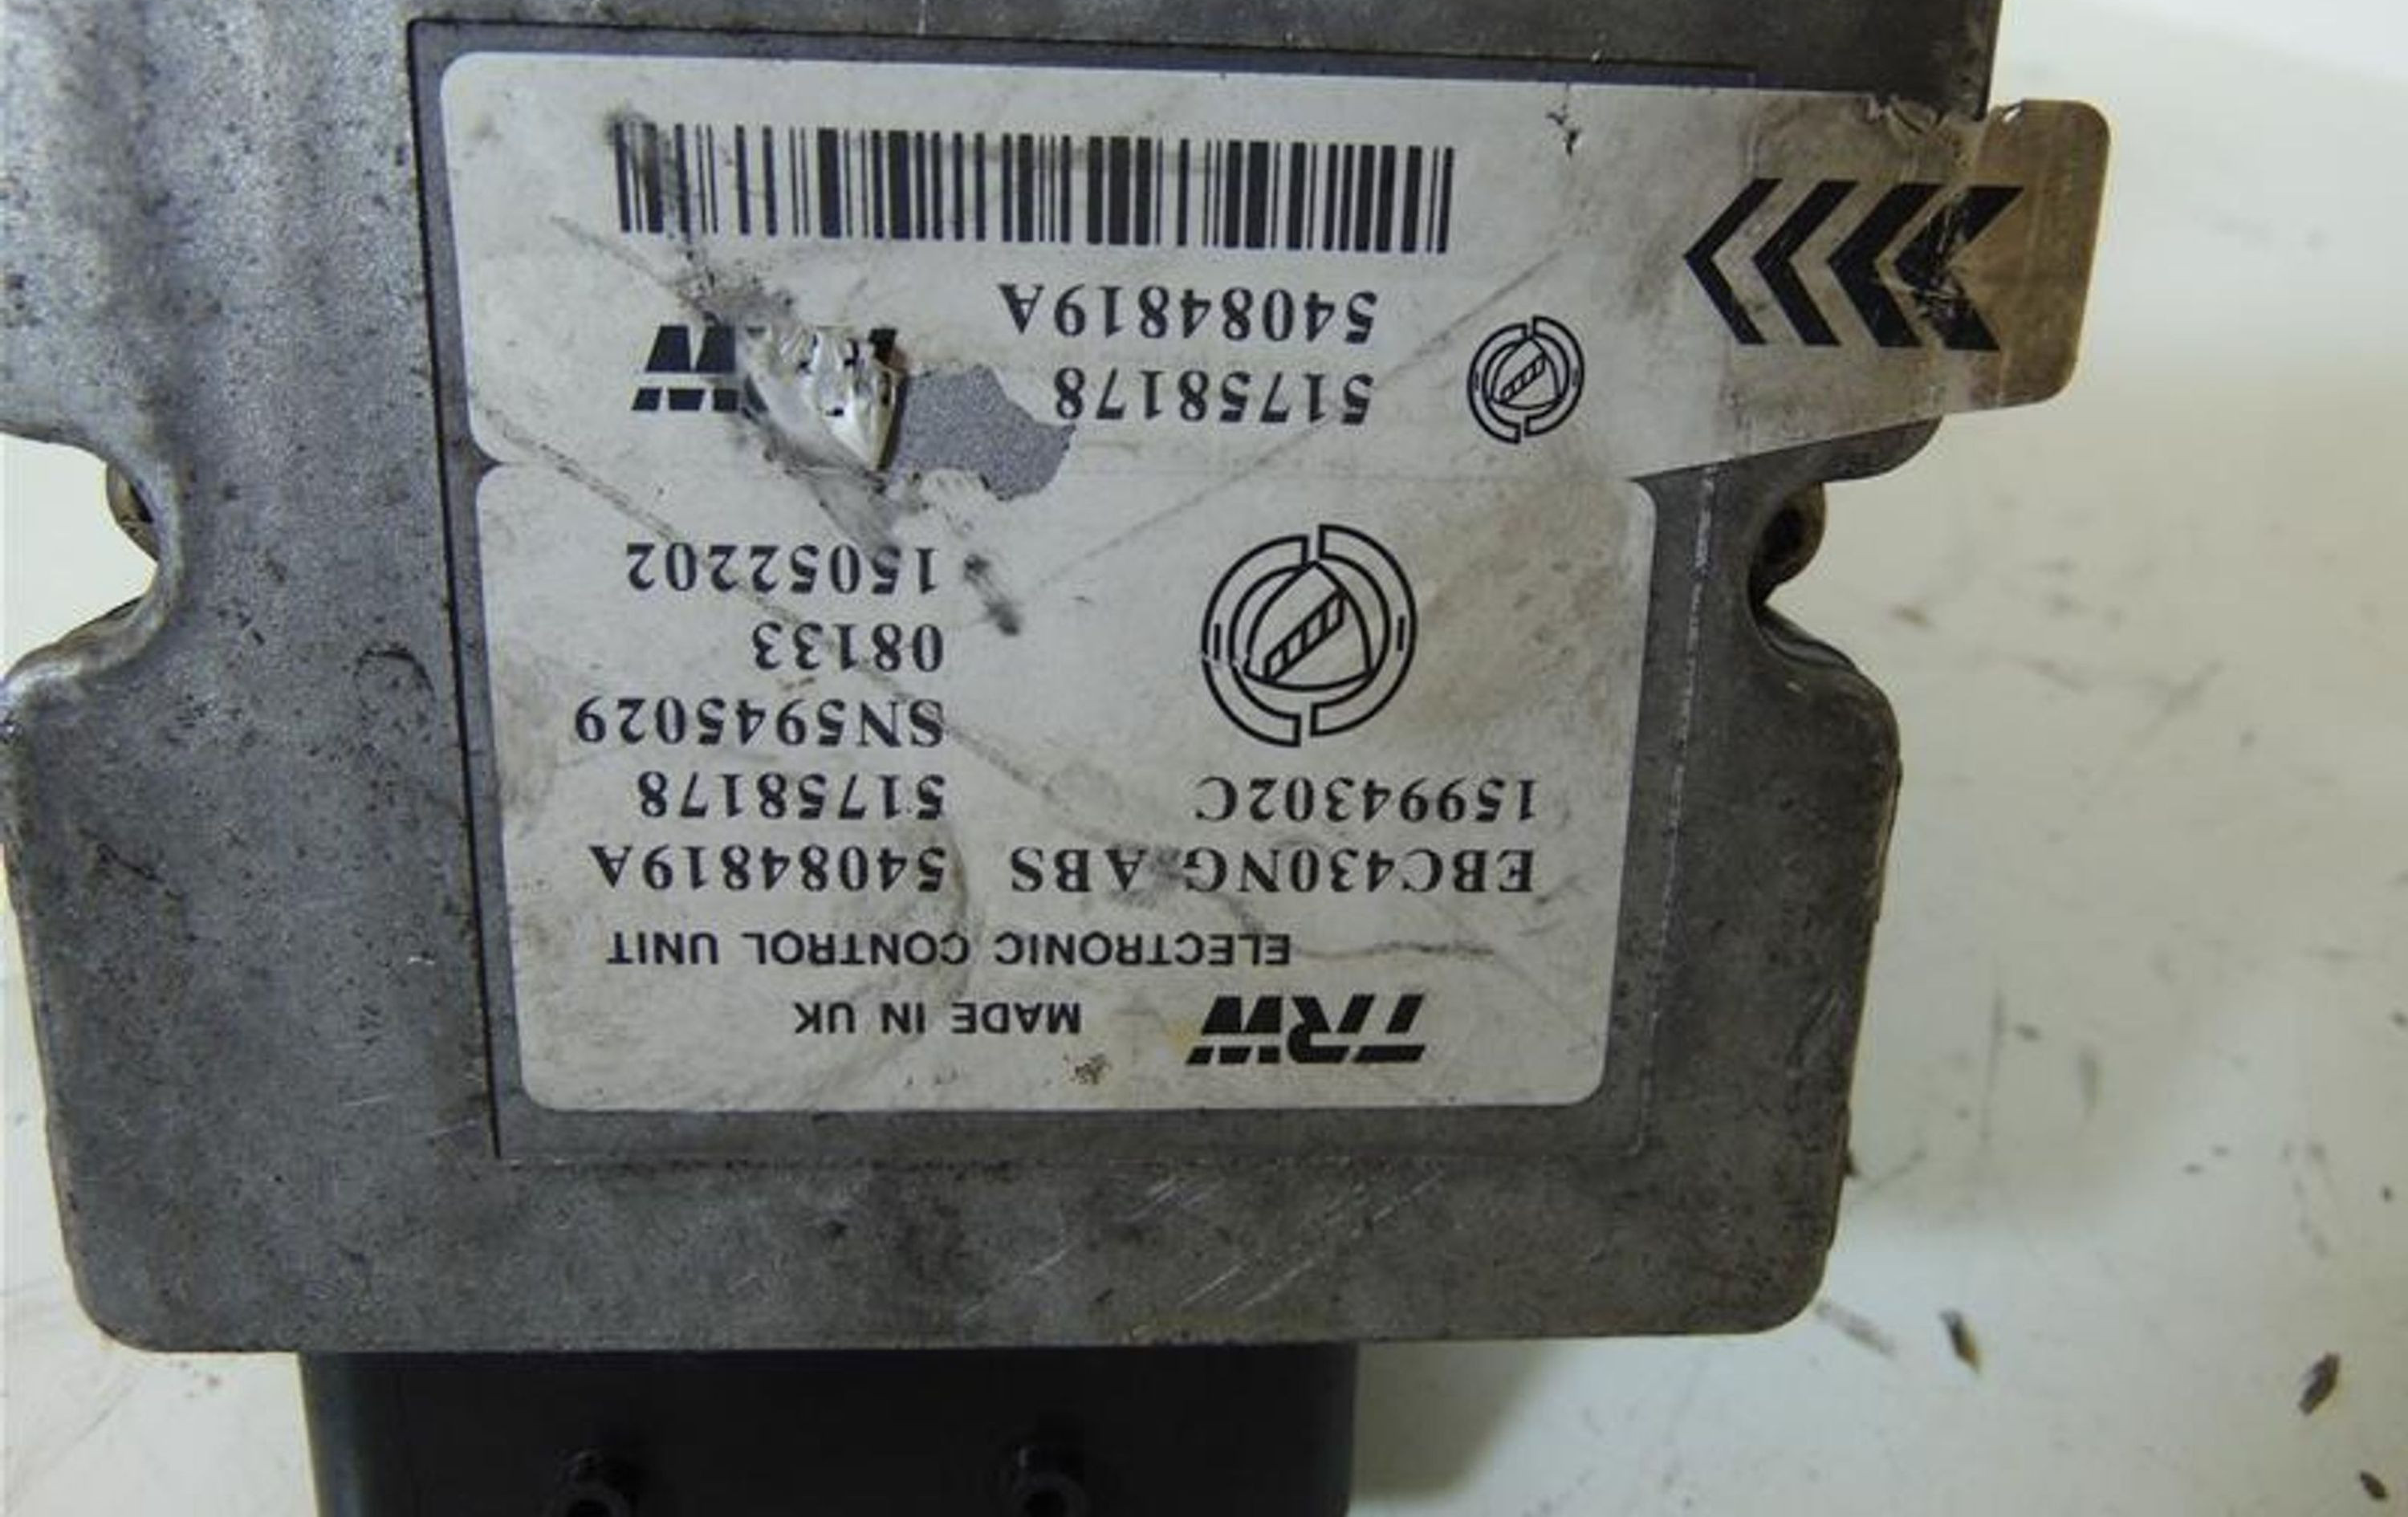 TRW MADE IN UK
ELECTRONIC CONTROL UNIT
EBC430NG ABS 54084819A
15994302C 51758178
SN5945029
08133
15052202
51758178
54084819A